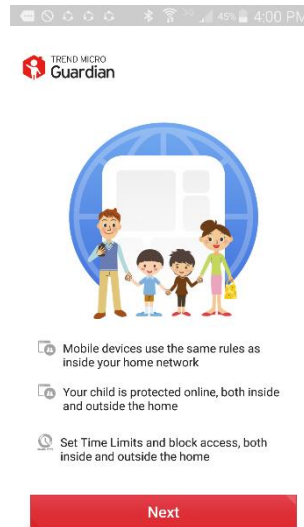 45% 4:00 PM
TREND MICRO
Guardian
Mobile devices use the same rules as
inside your home network
Your child is protected online, both inside
and outside the home
Set Time Limits and block access, both
inside and outside the home
Next